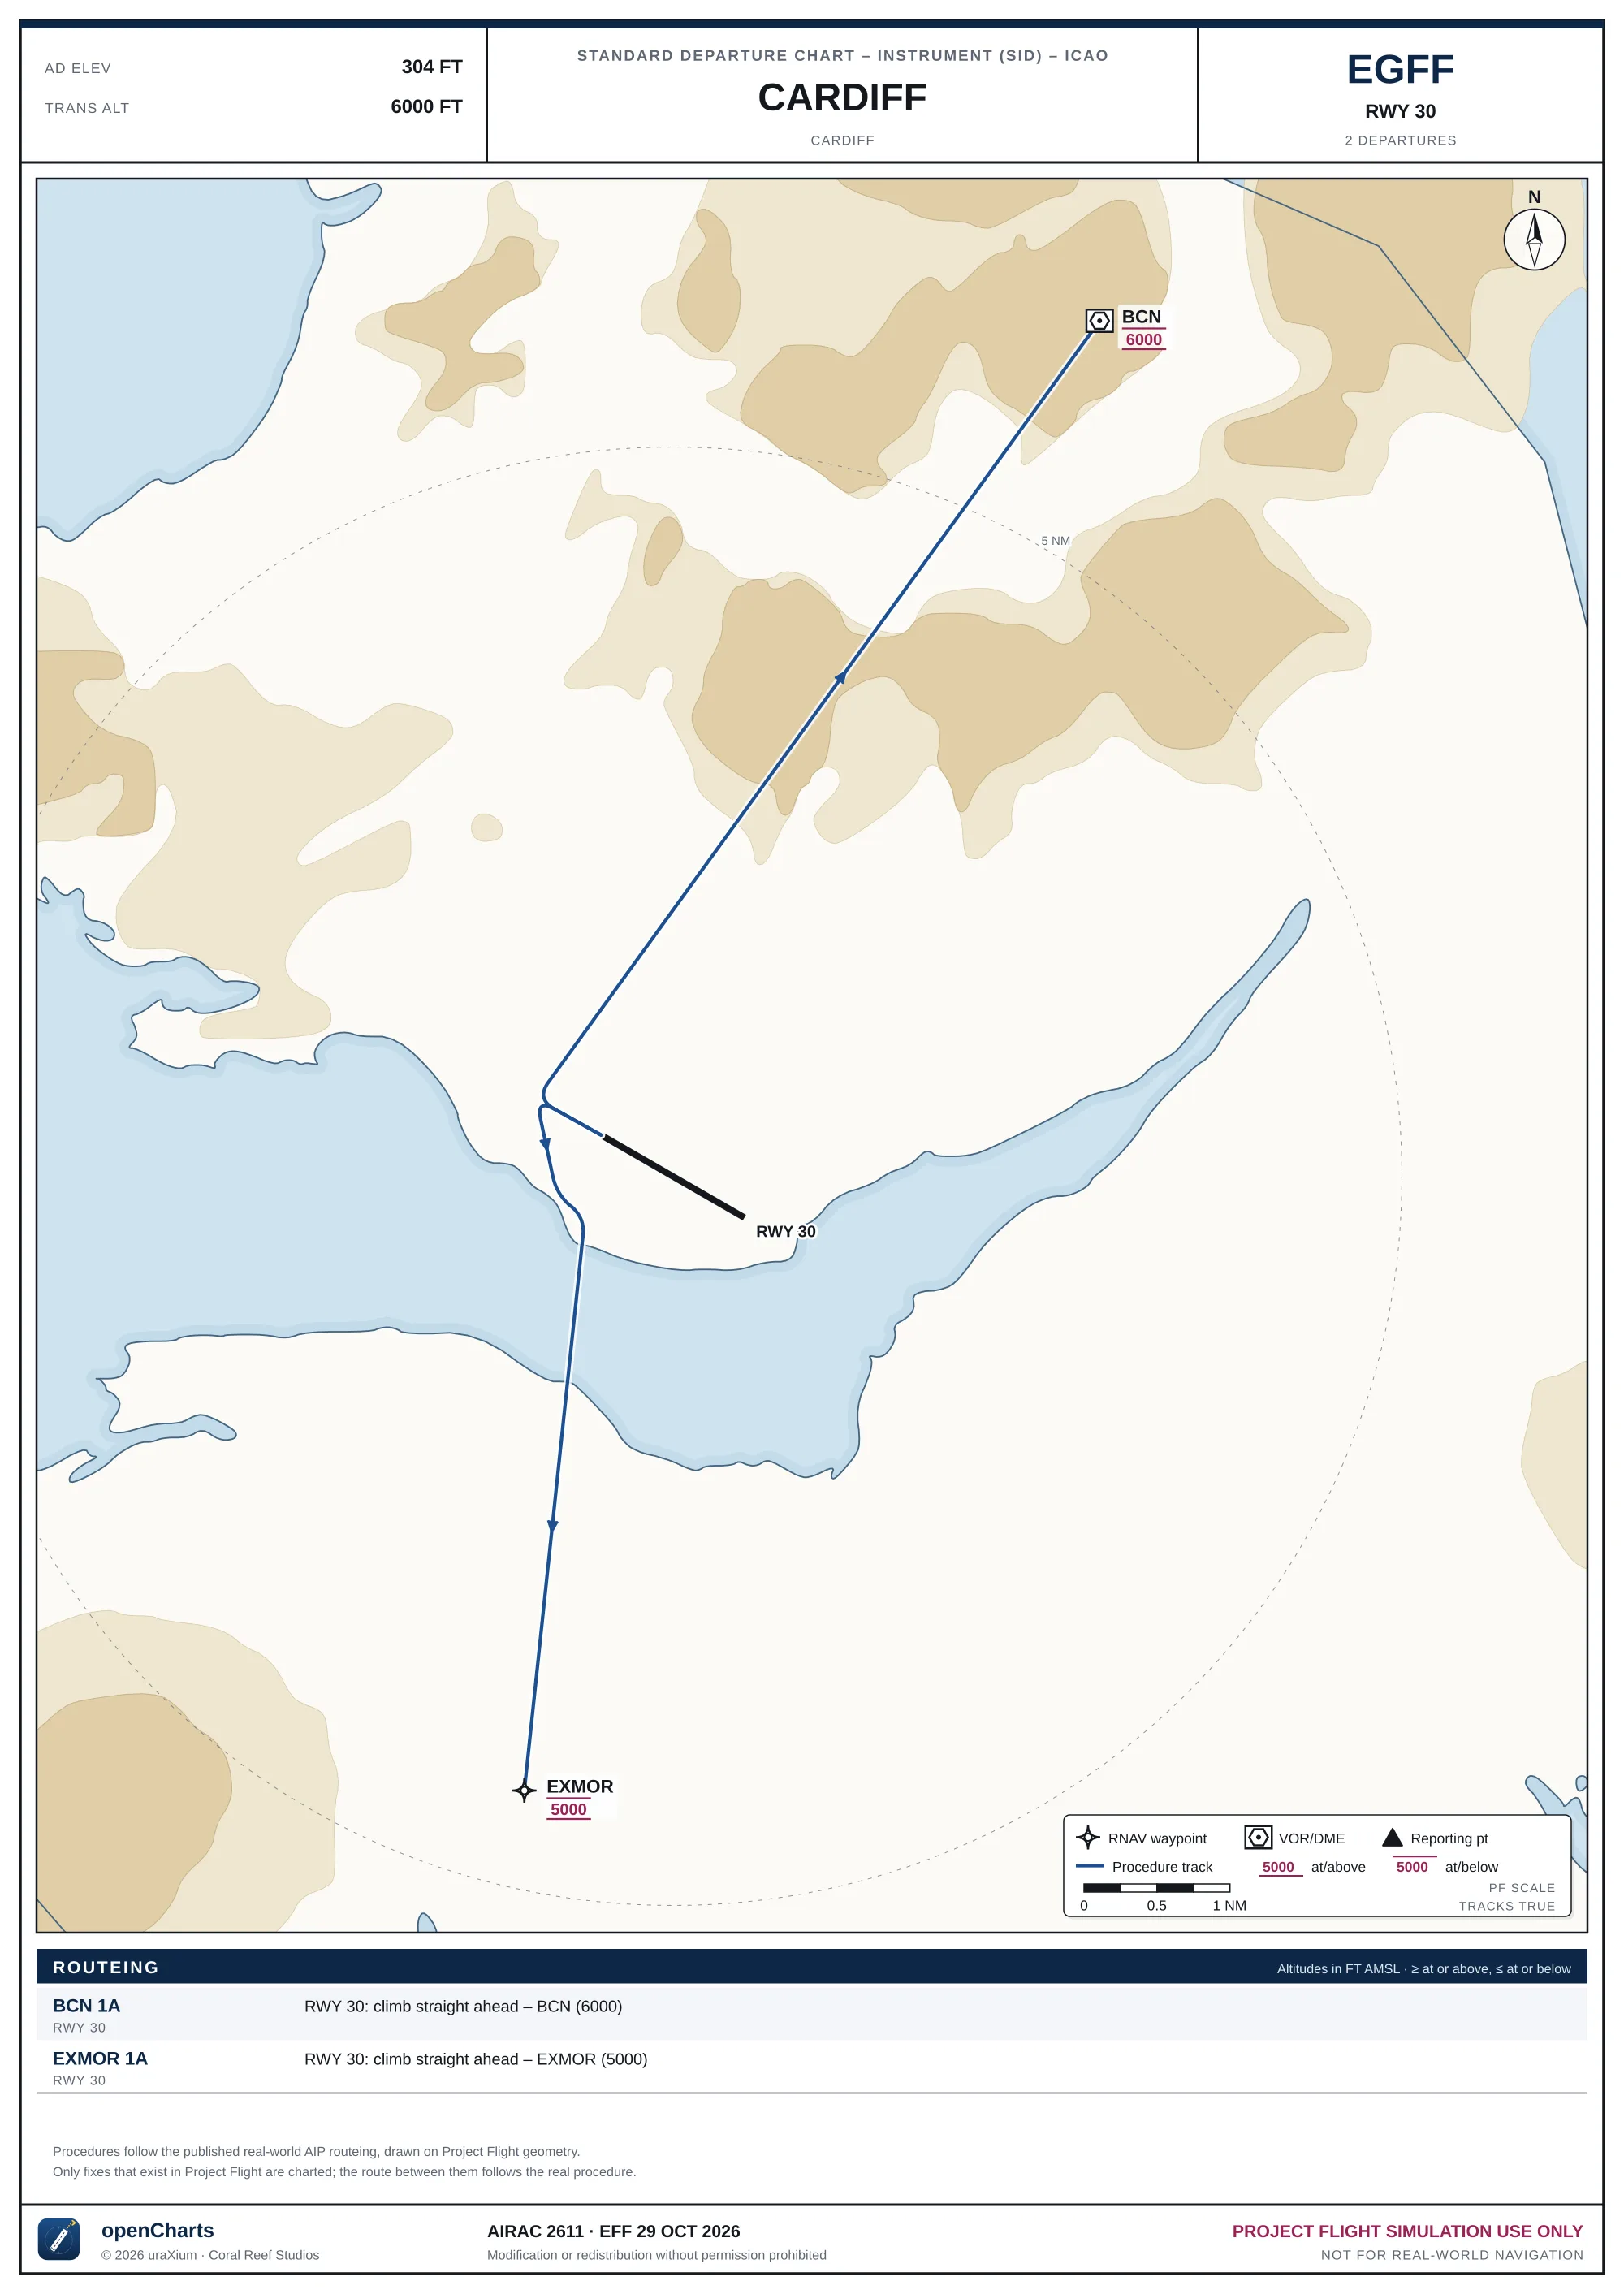 AD ELEV 304 FT
TRANS ALT 6000 FT
STANDARD DEPARTURE CHART – INSTRUMENT (SID) – ICAO
CARDIFF
CARDIFF
EGFF
RWY 30
2 DEPARTURES
N
BCN
6000
5 NM
RWY 30
EXMOR
5000
RNAV waypoint VOR/DME Reporting pt
Procedure track 5000 at/above 5000 at/below
PF SCALE
0 0.5 1 NM TRACKS TRUE
ROUTEING Altitudes in FT AMSL · ≥ at or above, ≤ at or below
BCN 1A RWY 30: climb straight ahead – BCN (6000)
RWY 30
EXMOR 1A RWY 30: climb straight ahead – EXMOR (5000)
RWY 30
Procedures follow the published real-world AIP routeing, drawn on Project Flight geometry.
Only fixes that exist in Project Flight are charted; the route between them follows the real procedure.
openCharts
© 2026 uraXium · Coral Reef Studios
AIRAC 2611 · EFF 29 OCT 2026
Modification or redistribution without permission prohibited
PROJECT FLIGHT SIMULATION USE ONLY
NOT FOR REAL-WORLD NAVIGATION